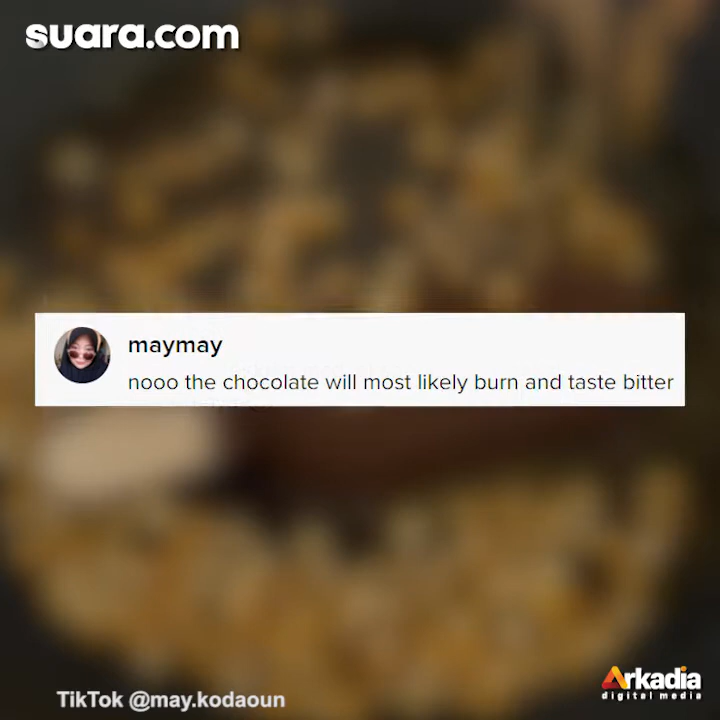 suara.com
maymay
nooo the chocolate will most likely burn and taste bitter
TikTok @may.kodaoun
Arkadia
digital media